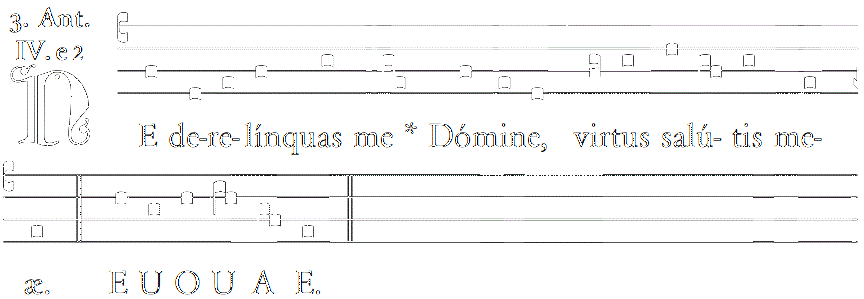 3. Ant.
IV. e 2
NE de-re-línquas me * Dómine, virtus salú- tis me-
æ. E U O U A E.